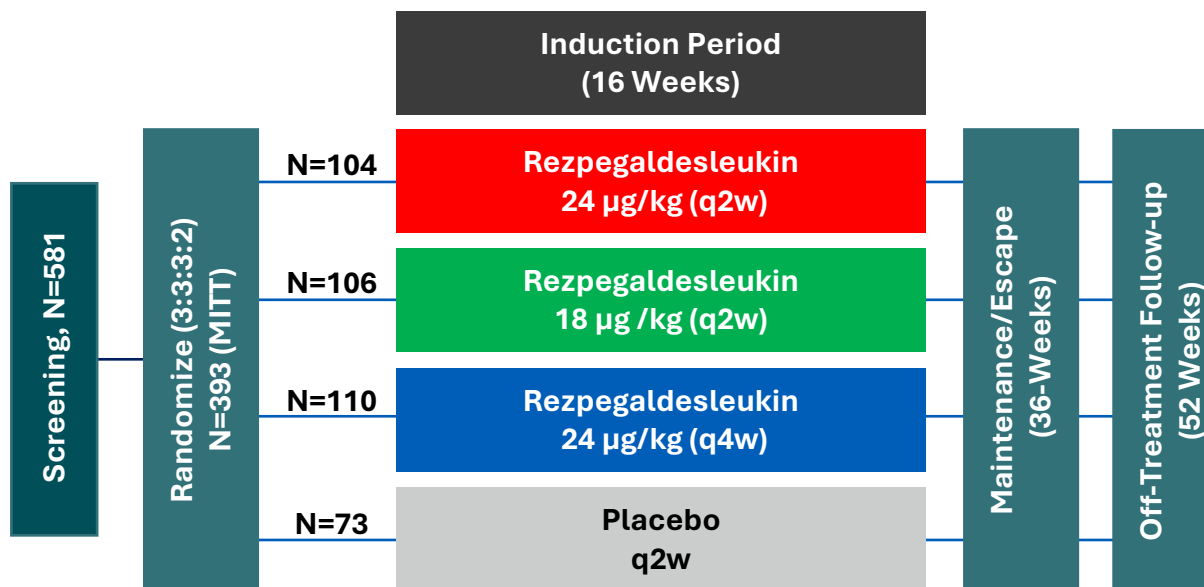 Screening, N=581
Randomize (3:3:3:2)
N=393 (MITT)
Induction Period
(16 Weeks)
N=104
Rezpegaldesleukin
24 µg/kg (q2w)
N=106
Rezpegaldesleukin
18 µg /kg (q2w)
N=110
Rezpegaldesleukin
24 µg/kg (q4w)
N=73
Placebo
q2w
Maintenance/Escape
(36-Weeks)
Off-Treatment Follow-up
(52 Weeks)